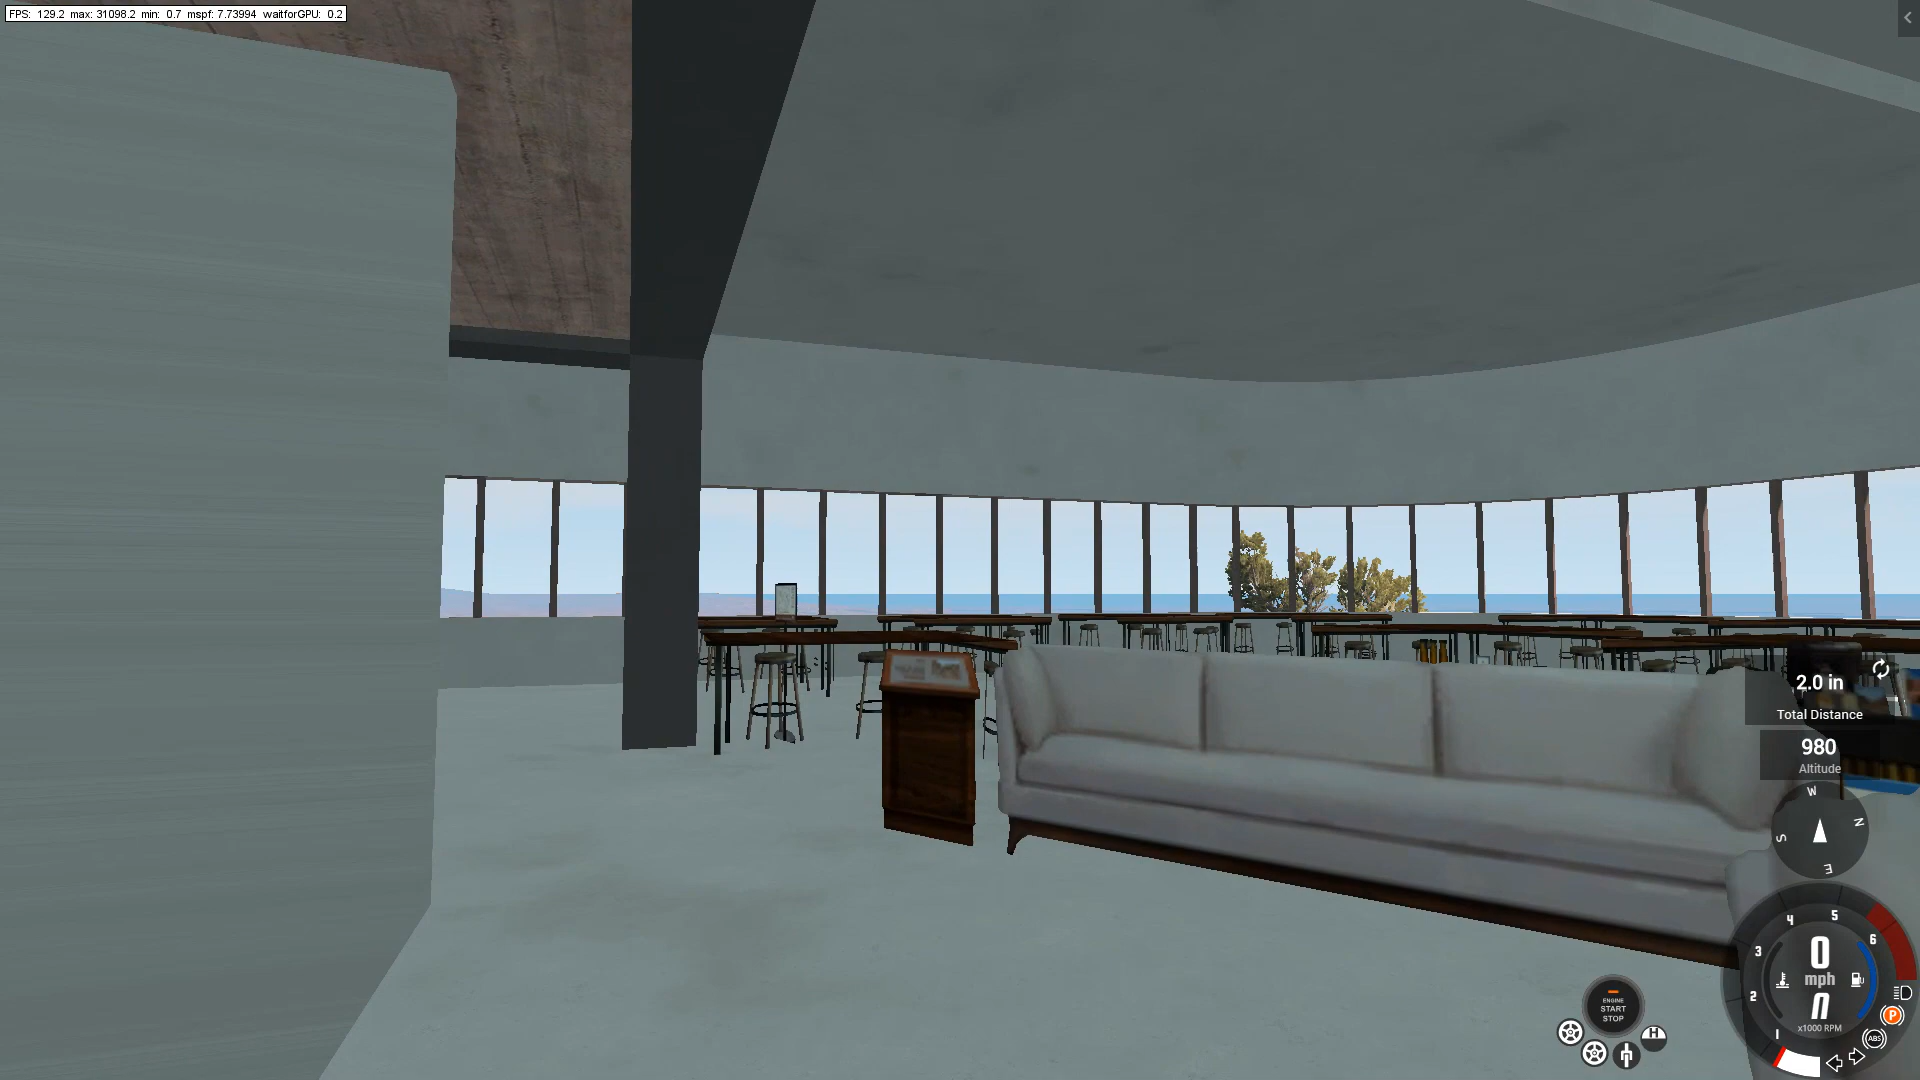 FPS: 129.2 max: 31098.2 min: 0.7 mspf: 7.73994 waitforGPU: 0.2
2.0 in
Total Distance
980
Altitude
W
N
S
E
4
5
3
6
2
1
0
mph
n
x1000 RPM
ENGINE
START
STOP
H
P
ABS